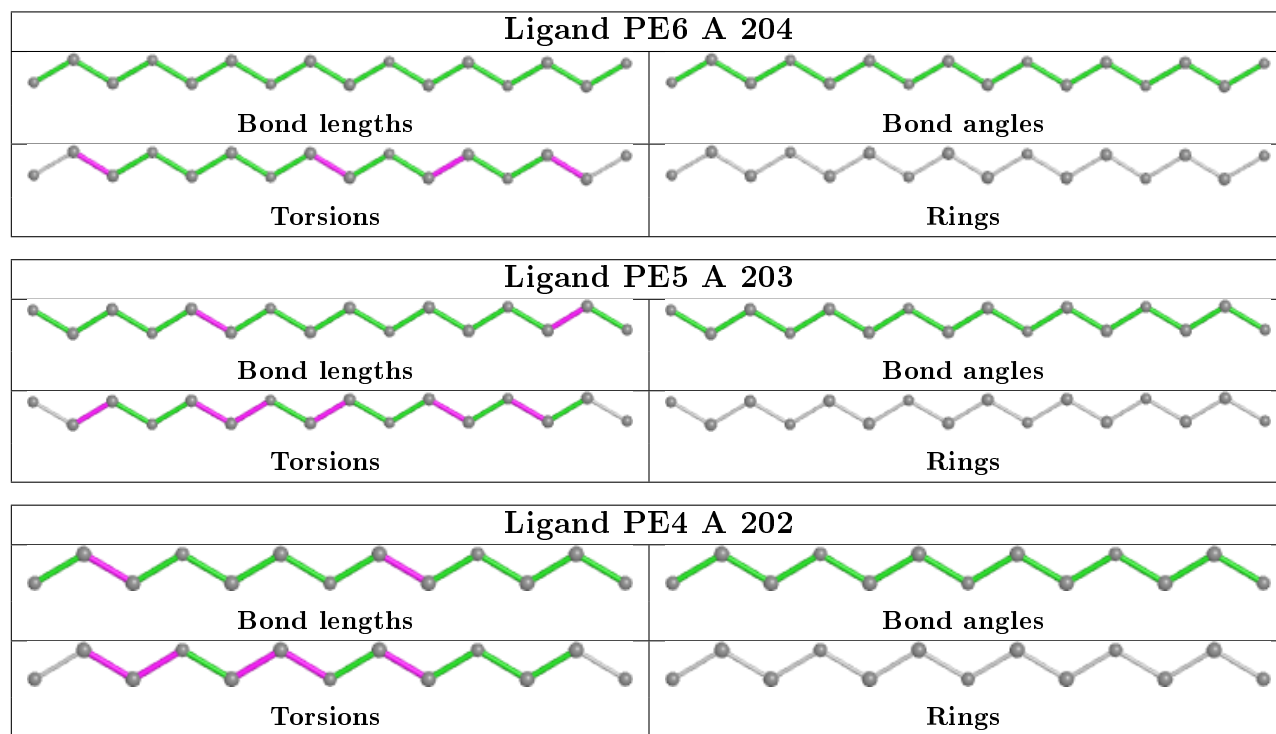 Ligand PE6 A 204
Bond lengths Bond angles
Torsions Rings
Ligand PE5 A 203
Bond lengths Bond angles
Torsions Rings
Ligand PE4 A 202
Bond lengths Bond angles
Torsions Rings